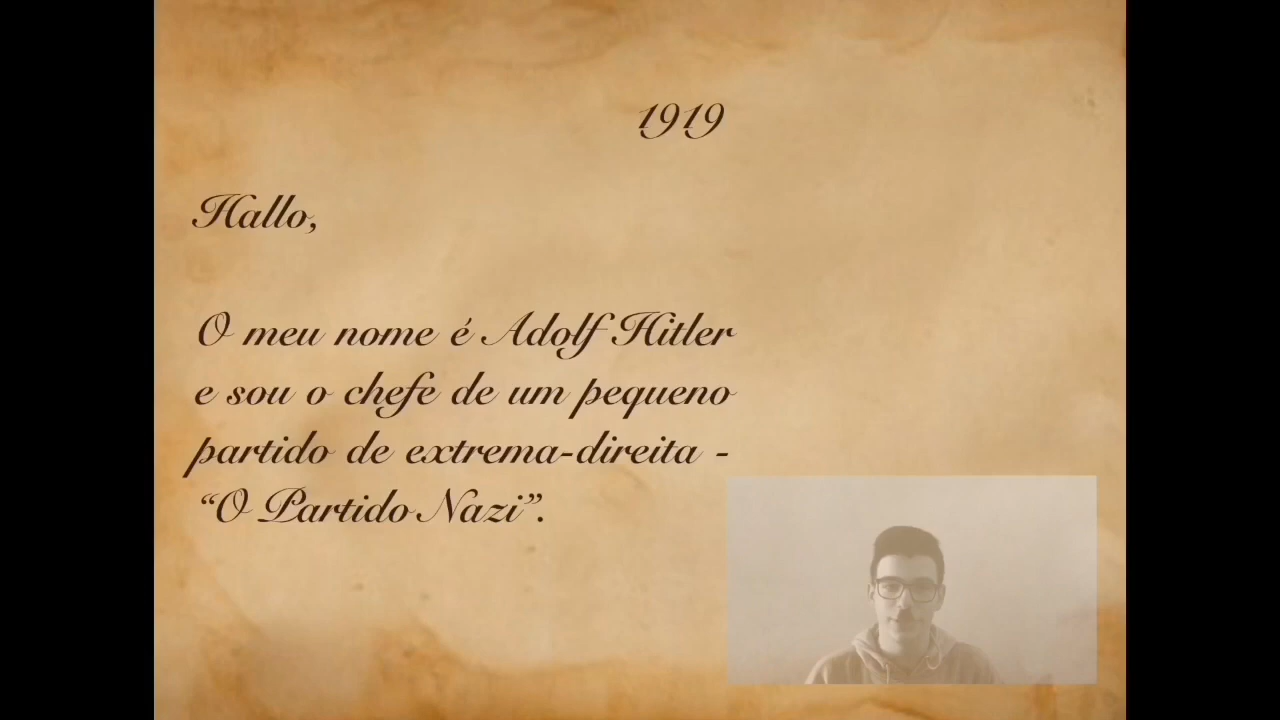 1919
Hallo,
O meu nome é Adolf Hitler
e sou o chefe de um pequeno
partido de extrema-direita -
“O Partido Nazi”.